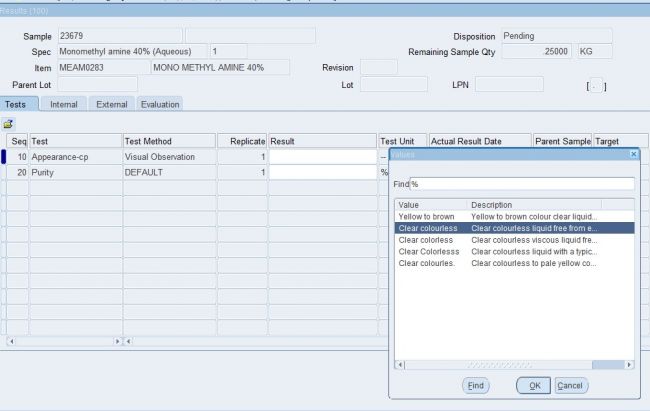 Results (100)
Sample 23679 Disposition Pending
Spec Monomethyl amine 40% (Aqueous) 1 Remaining Sample Qty .25000 KG
Item MEAM0283 MONO METHYL AMINE 40% Revision
Parent Lot Lot LPN [ . ]
Tests Internal External Evaluation
Seq Test Test Method Replicate Result Test Unit Actual Result Date Parent Sample Target
10 Appearance-cp Visual Observation 1 --
20 Purity DEFAULT 1 %
Values
Find %
Value Description
Yellow to brown Yellow to brown colour clear liquid...
Clear colourless Clear colourless liquid free from e...
Clear colorless Clear colourless viscous liquid fre...
Clear Colorlesss Clear colourless liquid with a typic...
Clear colourles. Clear colourless to pale yellow co...
Find OK Cancel